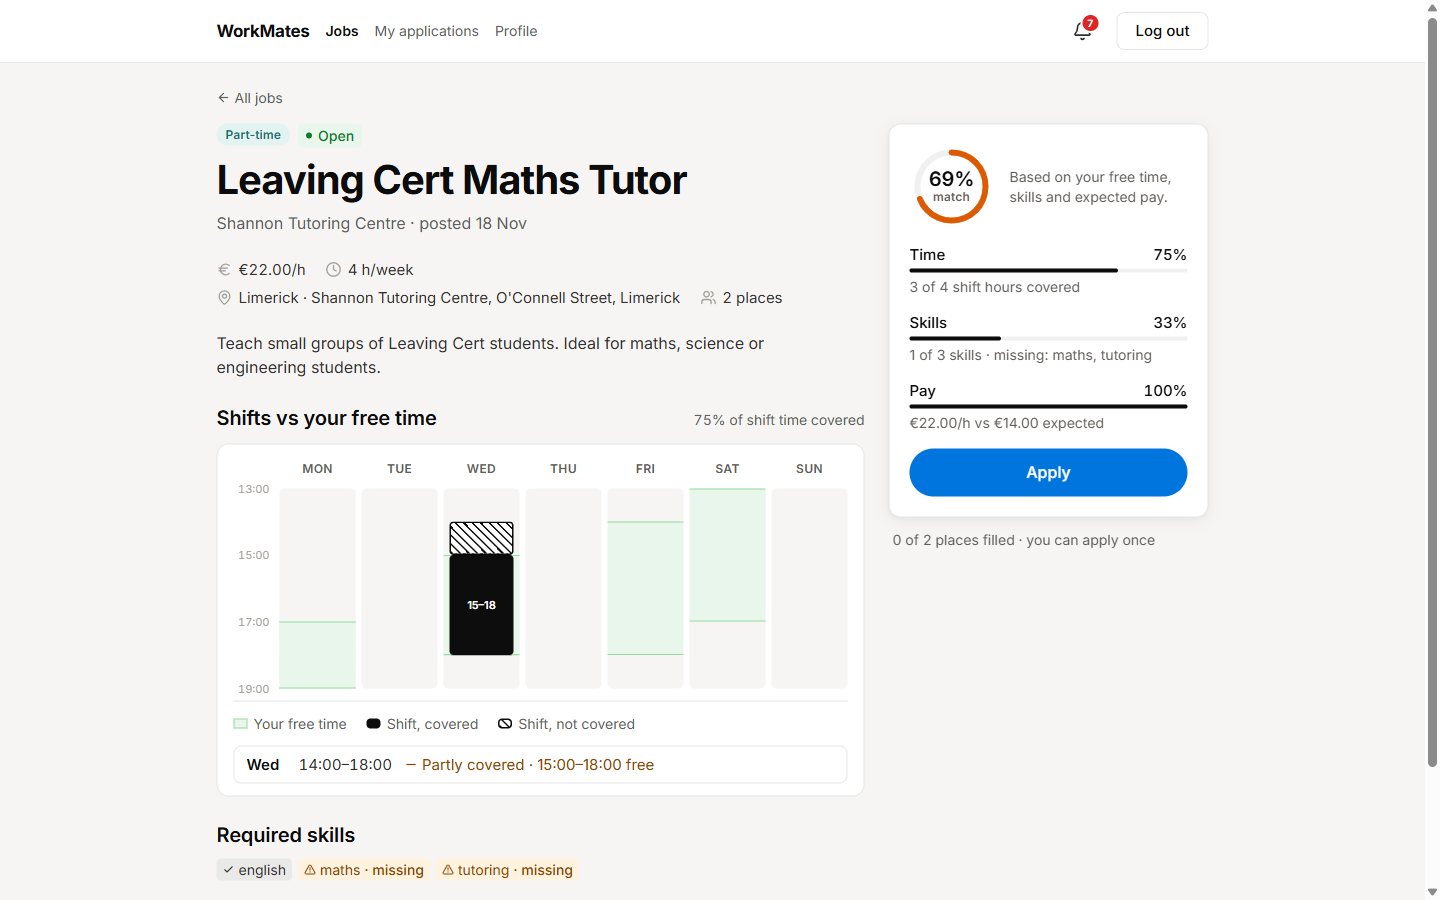 WorkMates Jobs My applications Profile 7 Log out
All jobs
Part-time Open
Leaving Cert Maths Tutor
Shannon Tutoring Centre · posted 18 Nov
€22.00/h 4 h/week
Limerick · Shannon Tutoring Centre, O'Connell Street, Limerick 2 places
Teach small groups of Leaving Cert students. Ideal for maths, science or
engineering students.
Shifts vs your free time 75% of shift time covered
MON TUE WED THU FRI SAT SUN
13:00
15:00
15–18
17:00
19:00
Your free time Shift, covered Shift, not covered
Wed 14:00–18:00 – Partly covered · 15:00–18:00 free
Required skills
english maths · missing tutoring · missing
69%
match
Based on your free time,
skills and expected pay.
Time 75%
3 of 4 shift hours covered
Skills 33%
1 of 3 skills · missing: maths, tutoring
Pay 100%
€22.00/h vs €14.00 expected
Apply
0 of 2 places filled · you can apply once